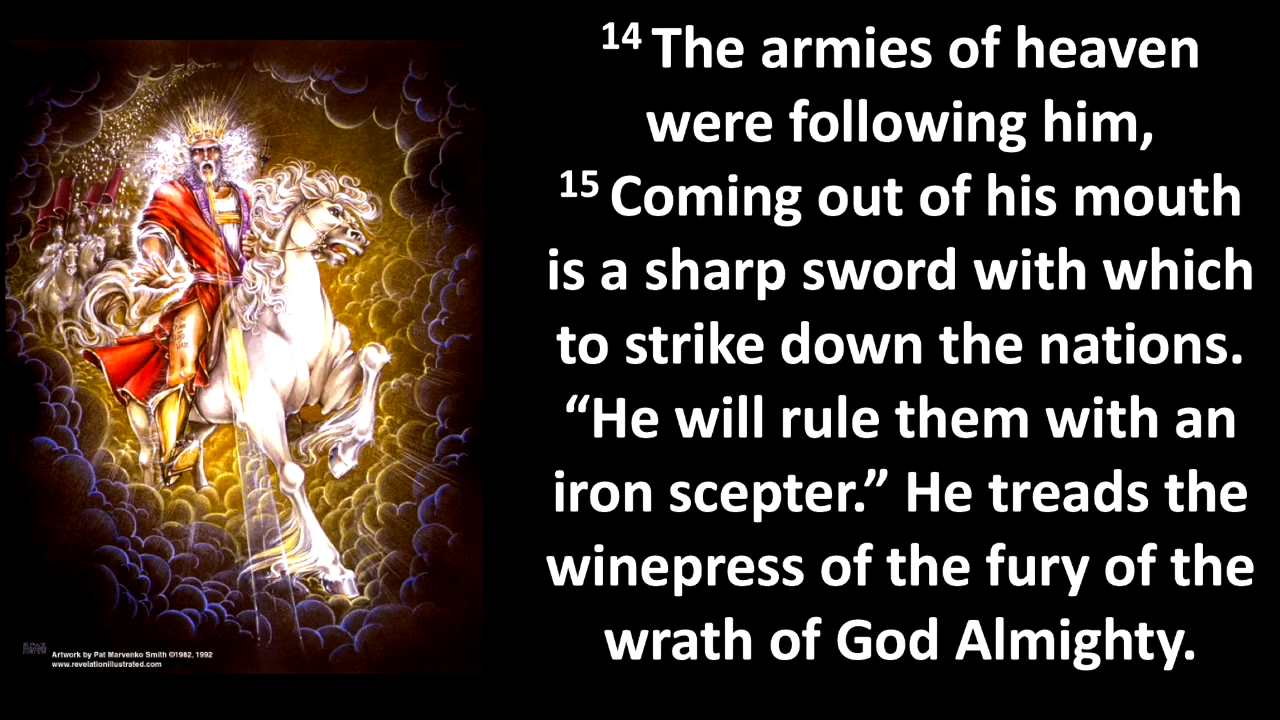 14 The armies of heaven
were following him,
15 Coming out of his mouth
is a sharp sword with which
to strike down the nations.
“He will rule them with an
iron scepter.” He treads the
winepress of the fury of the
wrath of God Almighty.
Artwork by Pat Marvenko Smith ©1982, 1992
www.revelationillustrated.com